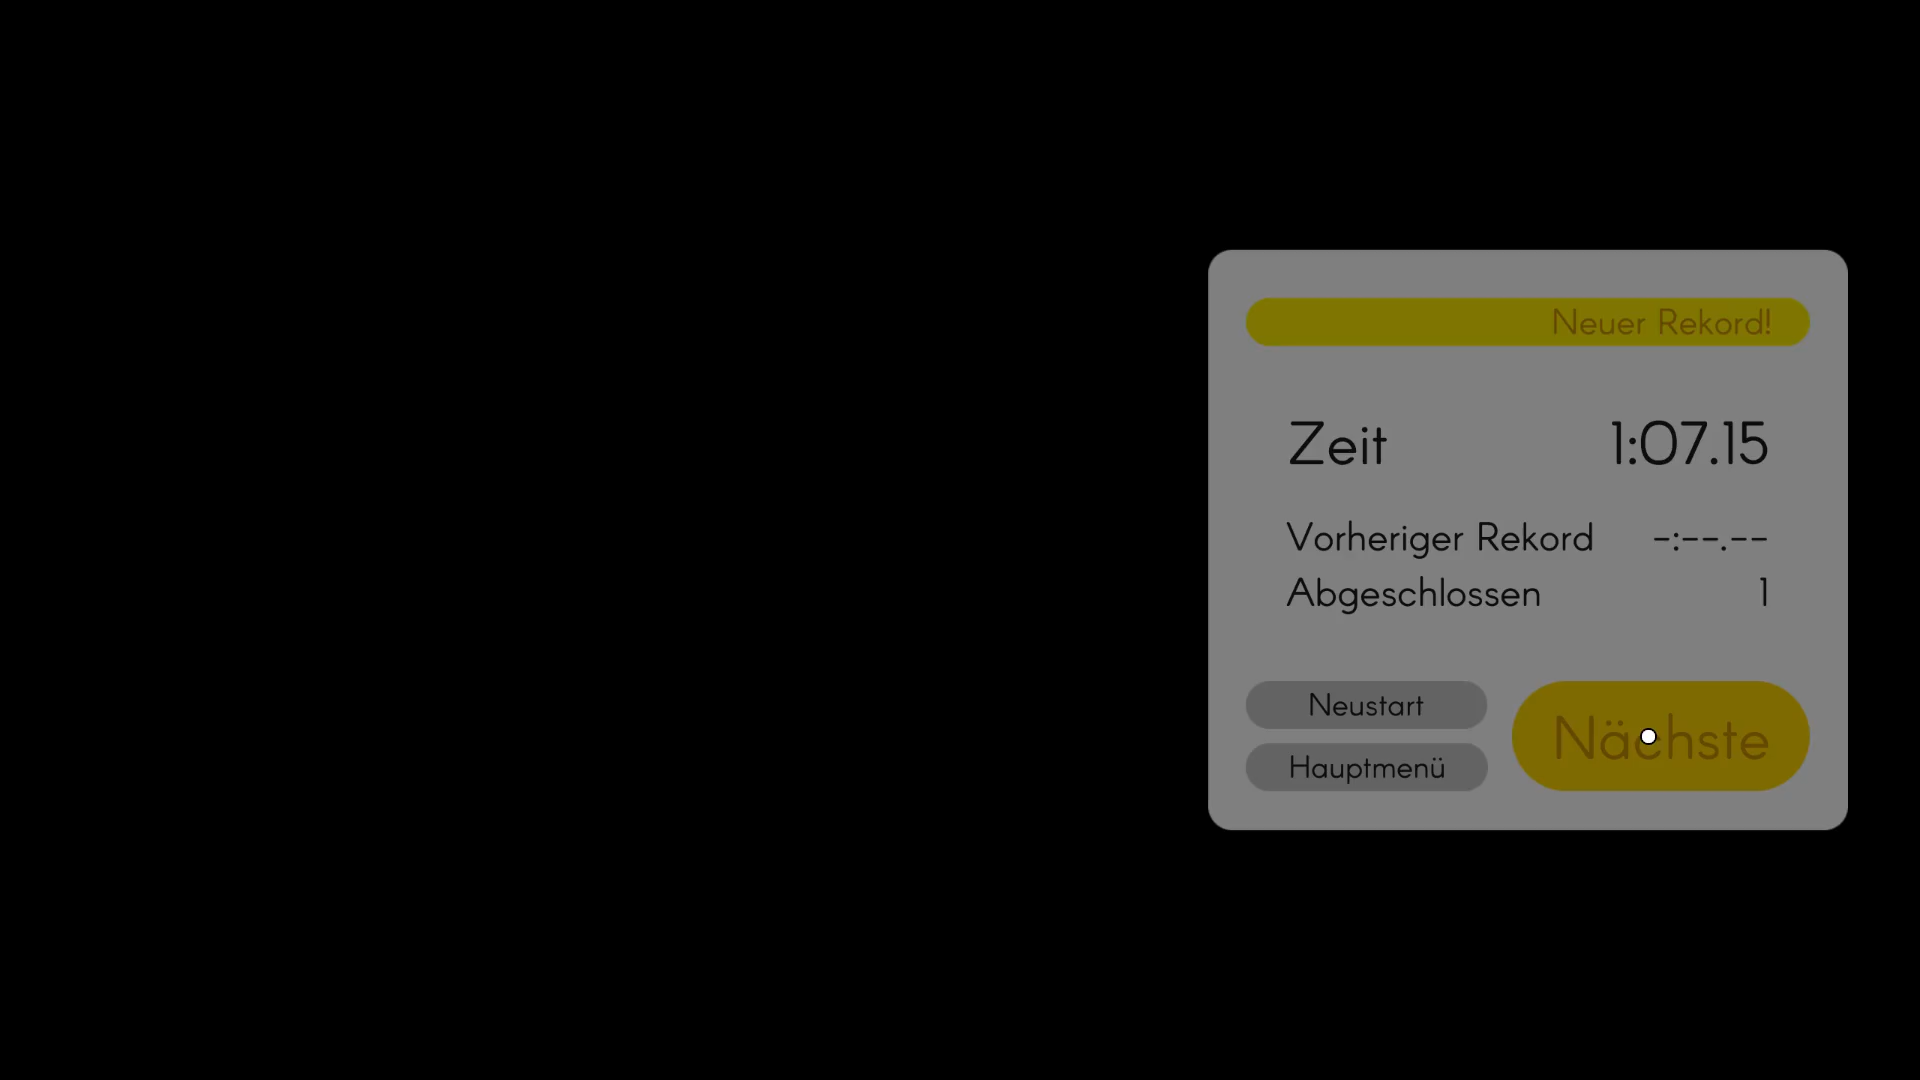 Neuer Rekord!
Zeit 1:07.15
Vorheriger Rekord -:--.--
Abgeschlossen 1
Neustart
Hauptmenü
Nächste